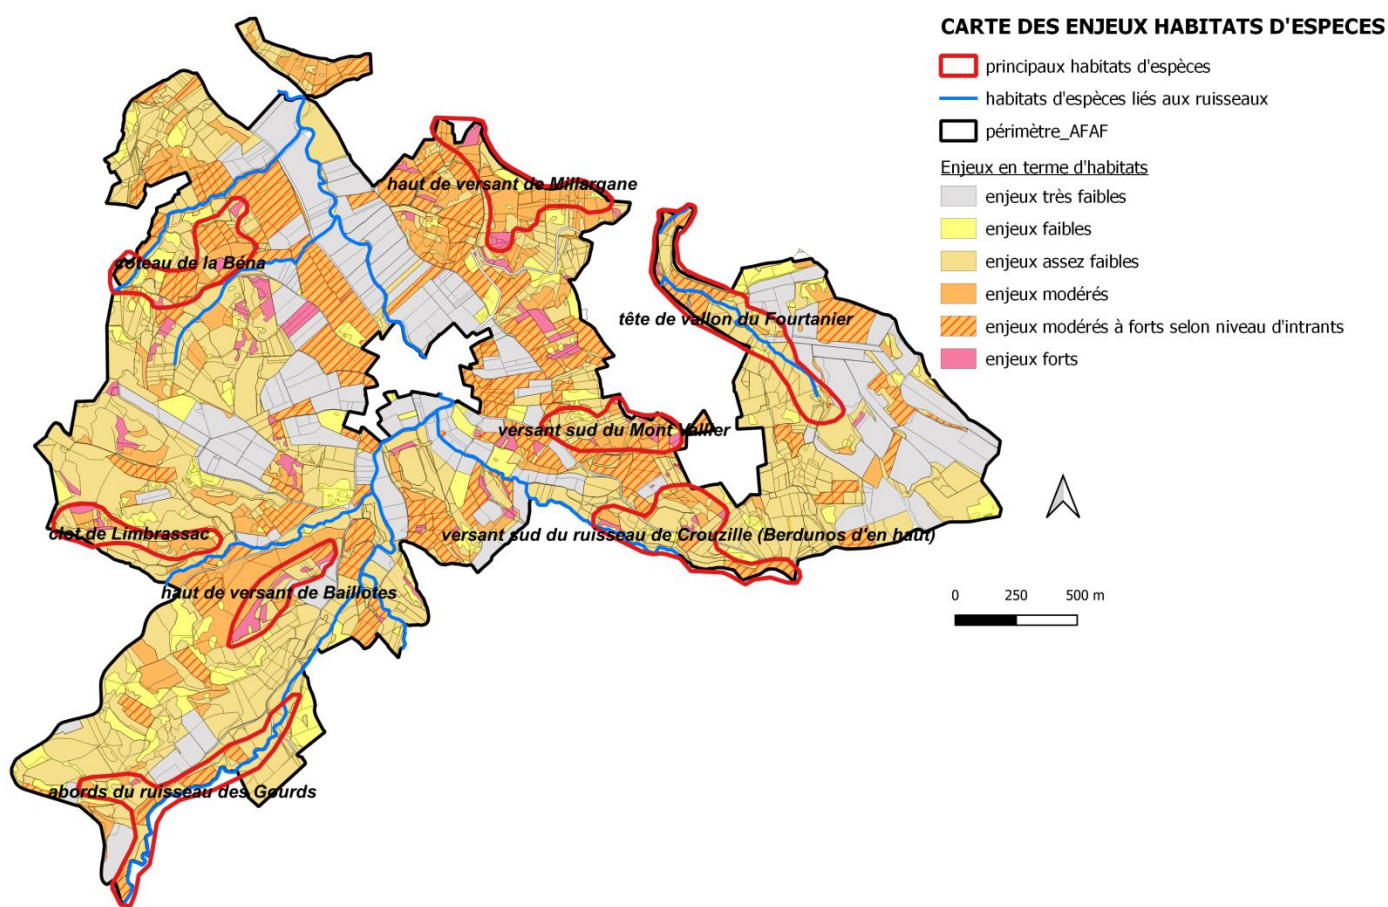 CARTE DES ENJEUX HABITATS D'ESPECES
principaux habitats d'espèces
habitats d'espèces liés aux ruisseaux
périmètre_AFAF
Enjeux en terme d'habitats
enjeux très faibles
enjeux faibles
enjeux assez faibles
enjeux modérés
enjeux modérés à forts selon niveau d'intrants
enjeux forts
haut de versant de Millargane
coteau de la Béna
tête de vallon du Fourtanier
versant sud du Mont Vallier
clot de Limbrassac
versant sud du ruisseau de Crouzille (Berdunos d'en haut)
haut de versant de Baillotes
abords du ruisseau des Gourds
0 250 500 m